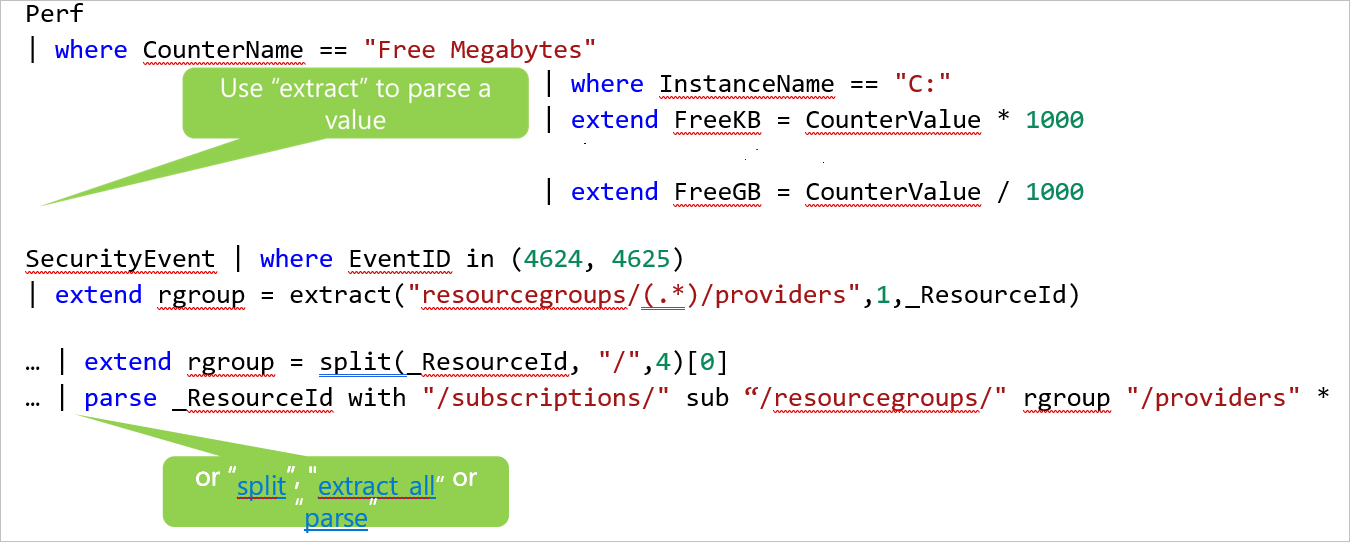 Perf
| where CounterName == "Free Megabytes"
Use “extract” to parse a
value
| where InstanceName == "C:"
| extend FreeKB = CounterValue * 1000
| extend FreeGB = CounterValue / 1000
SecurityEvent | where EventID in (4624, 4625)
| extend rgroup = extract("resourcegroups/(.*)/providers",1,_ResourceId)
… | extend rgroup = split(_ResourceId, "/",4)[0]
… | parse _ResourceId with "/subscriptions/" sub “/resourcegroups/" rgroup "/providers" *
or “split”, "extract_all“ or
“parse”